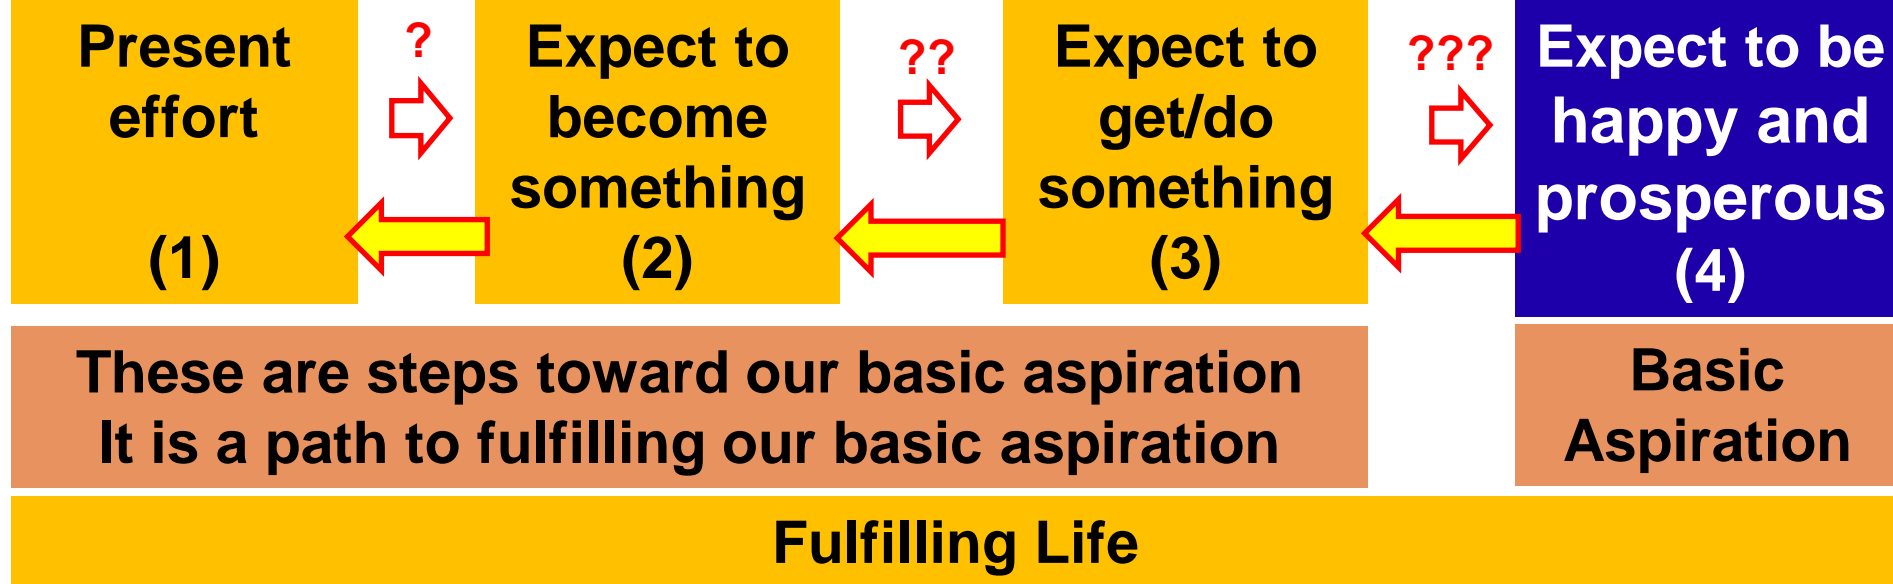 Present
effort
(1)
?
Expect to
become
something
(2)
??
Expect to
get/do
something
(3)
???
Expect to be
happy and
prosperous
(4)
These are steps toward our basic aspiration
It is a path to fulfilling our basic aspiration
Basic
Aspiration
Fulfilling Life